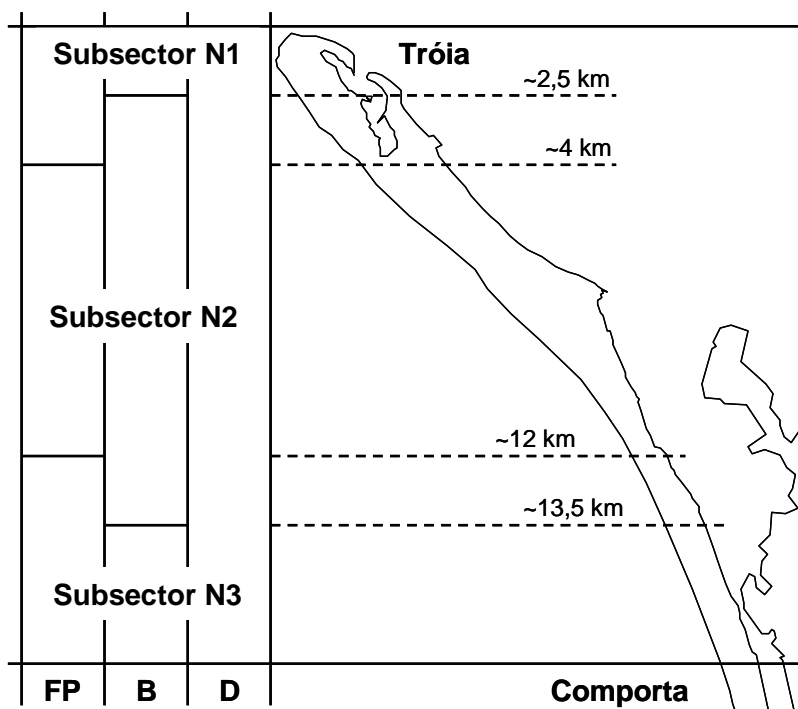 Subsector N1
Tróia
~2,5 km
~4 km
Subsector N2
~12 km
~13,5 km
Subsector N3
FP B D Comporta